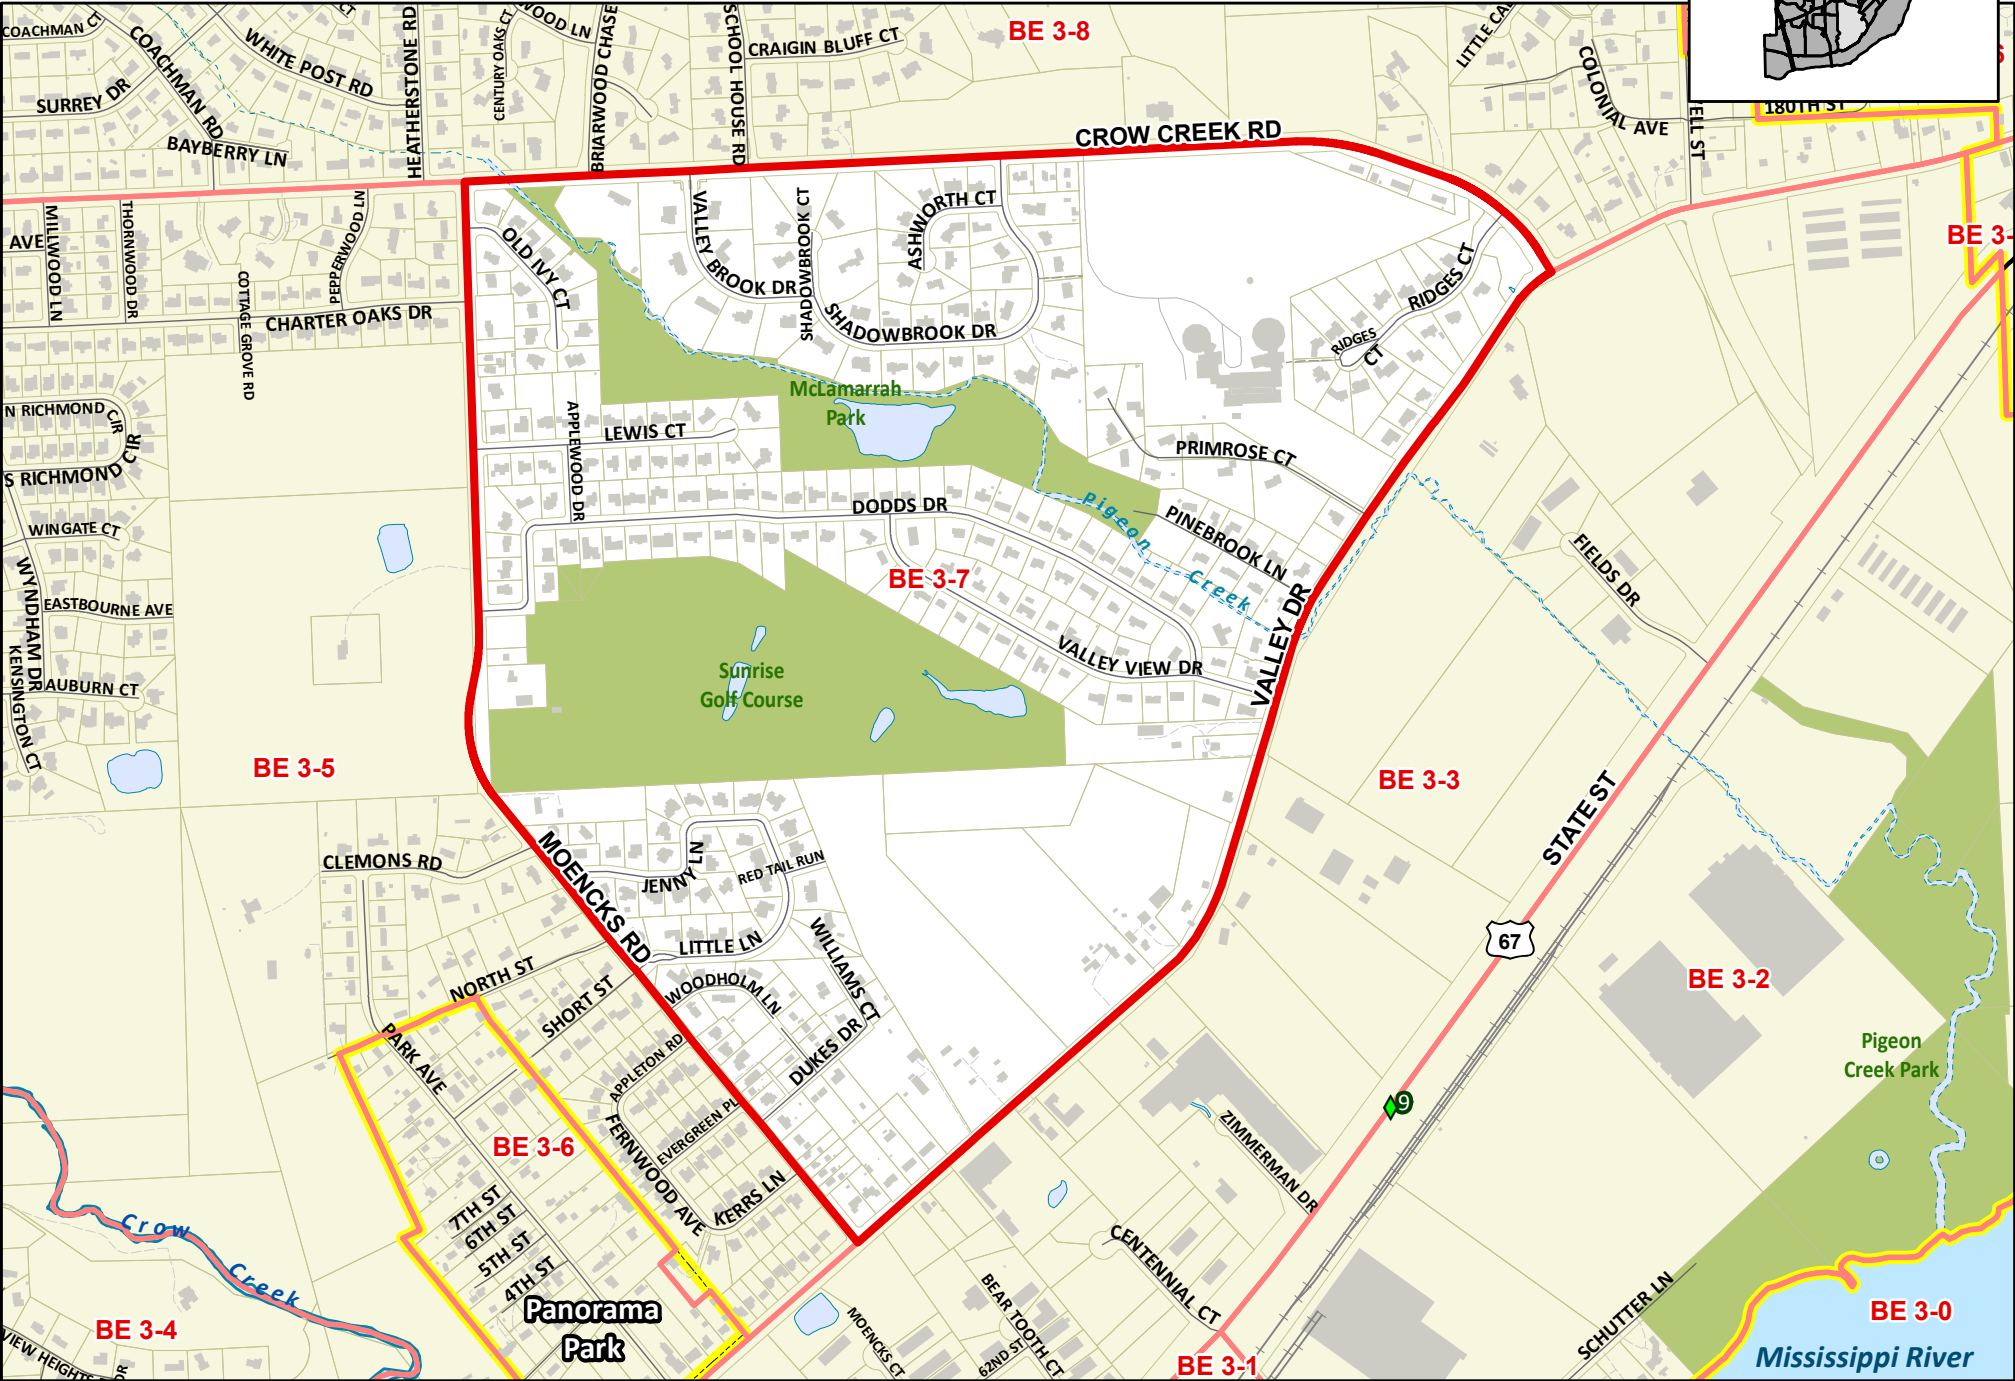 COACHMAN CT
COACHMAN RD
WHITE POST RD
SURREY DR
BAYBERRY LN
HEATHERSTONE RD
CENTURY OAKS CT
WOOD LN
BRIARWOOD CHASE
SCHOOL HOUSE RD
CRAIGIN BLUFF CT
BE 3-8
CROW CREEK RD
COLONIAL AVE
180TH ST
AVE
MILLWOOD LN
THORNWOOD DR
COTTAGE GROVE RD
PEPPERWOOD LN
CHARTER OAKS DR
OLD IVY CT
VALLEY BROOK DR
SHADOWBROOK CT
ASHWORTH CT
SHADOWBROOK DR
RIDGES CT
RIDGES CT
BE 3-
N RICHMOND CIR
S RICHMOND CIR
McLamarrah
Park
LEWIS CT
APPLEWOOD DR
PRIMROSE CT
DODDS DR
Pigeon Creek
PINEBROOK LN
WINGATE CT
WYNDHAM DR
EASTBOURNE AVE
KENSINGTON CT
AUBURN CT
BE 3-7
VALLEY VIEW DR
VALLEY DR
FIELDS DR
Sunrise
Golf Course
BE 3-5
BE 3-3
STATE ST
CLEMONS RD
MOENCKS RD
JENNY LN
RED TAIL RUN
LITTLE LN
WILLIAMS CT
WOODHOLM LN
DUKES DR
NORTH ST
SHORT ST
PARK AVE
APPLETON RD
EVERGREEN PL
FERNWOOD AVE
KERRS LN
67
BE 3-2
Pigeon
Creek Park
9
ZIMMERMAN DR
BE 3-6
7TH ST
6TH ST
5TH ST
4TH ST
Crow Creek
Panorama
Park
BE 3-4
VIEW HEIGHTS
DR
MOENCKS CT
BEAR TOOTH CT
62ND ST
CENTENNIAL CT
BE 3-1
SCHUTTER LN
BE 3-0
Mississippi River